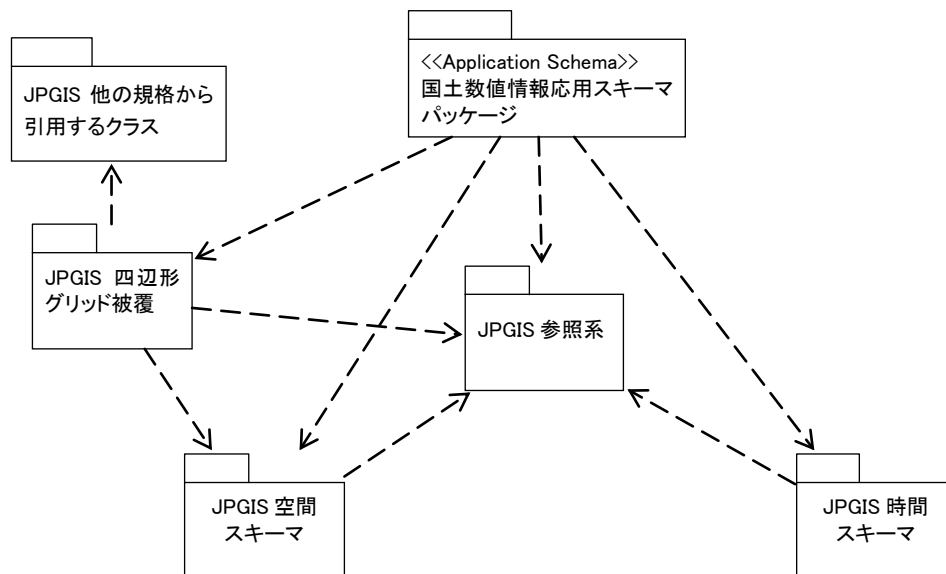 <<Application Schema>>
国土数値情報応用スキーマ
パッケージ
JPGIS 他の規格から
引用するクラス
JPGIS 四辺形
グリッド被覆
JPGIS 参照系
JPGIS 空間
スキーマ
JPGIS 時間
スキーマ